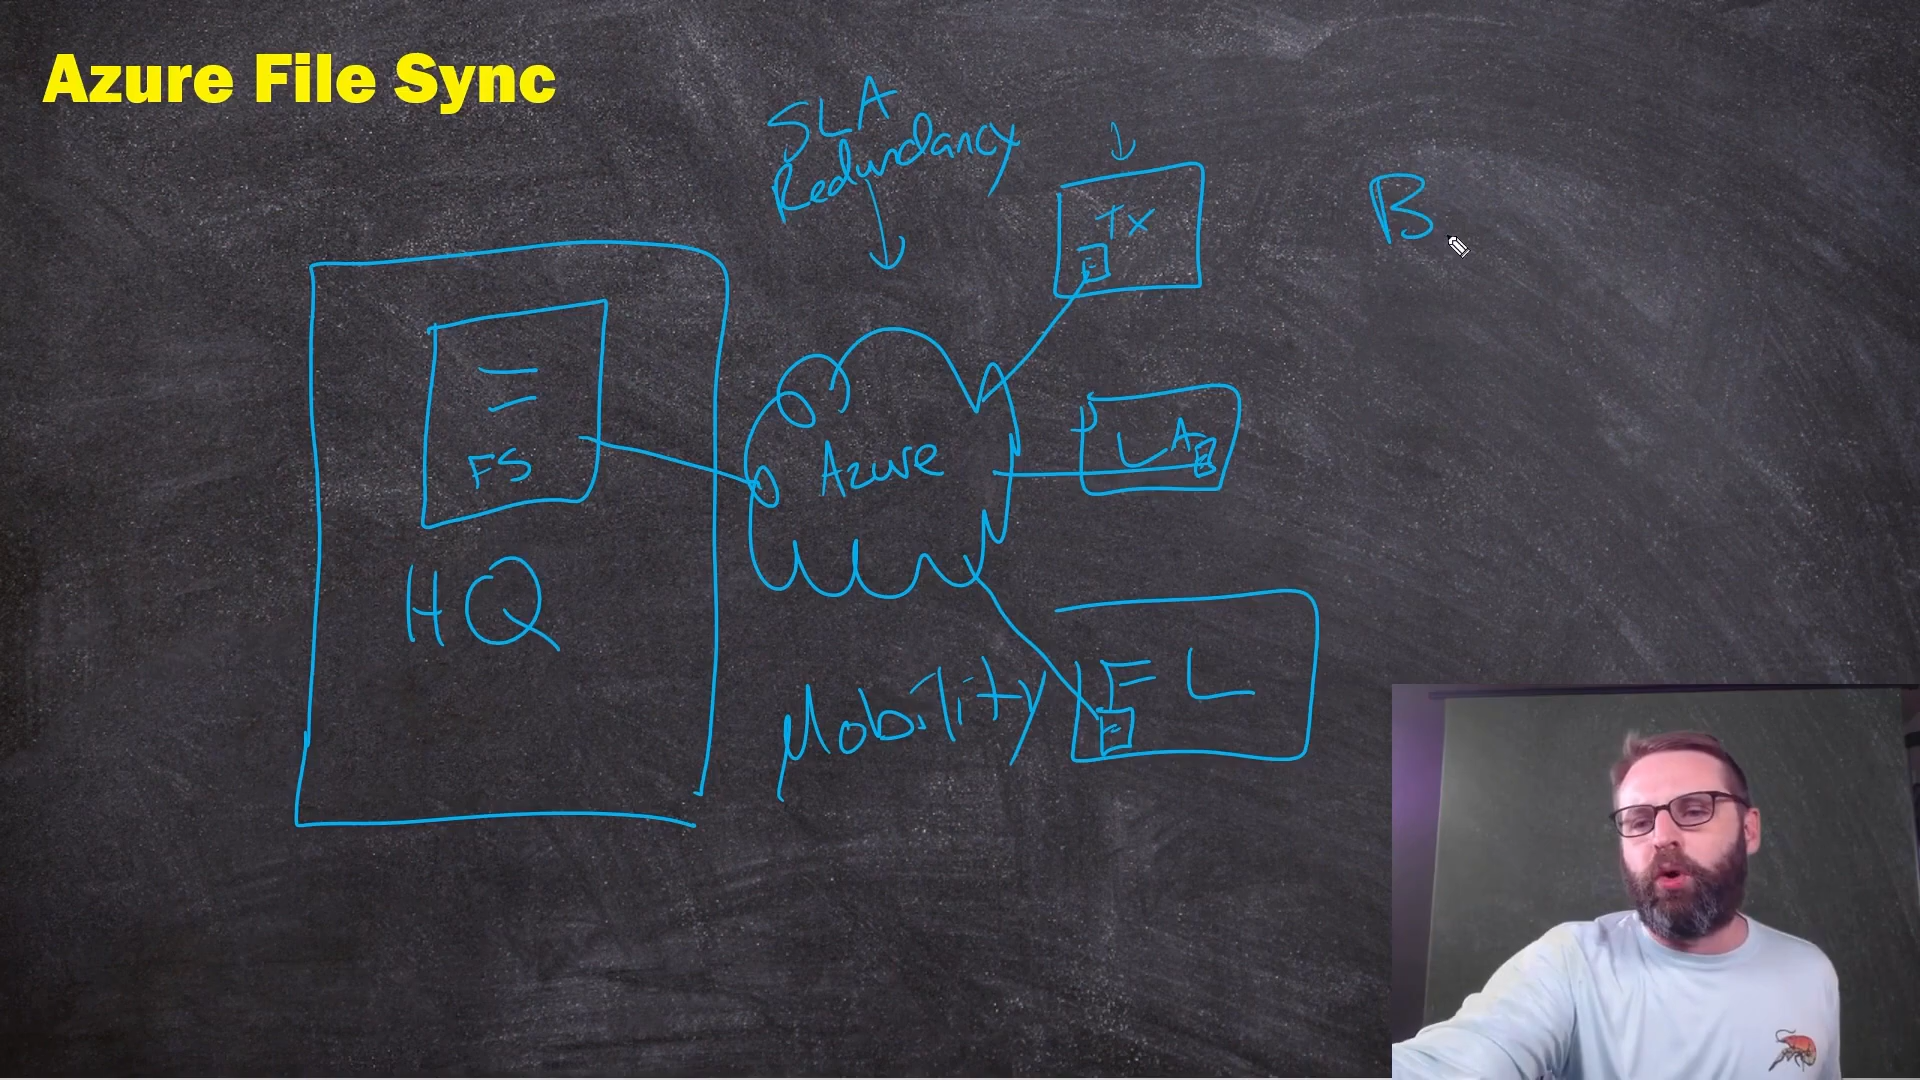 Azure File Sync
SLA
Redundancy
TX
B
FS
Azure
LA
HQ
FL
Mobility